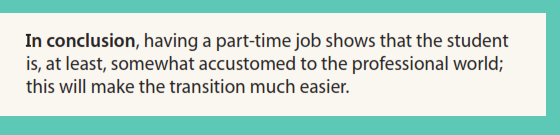 In conclusion, having a part-time job shows that the student
is, at least, somewhat accustomed to the professional world;
this will make the transition much easier.